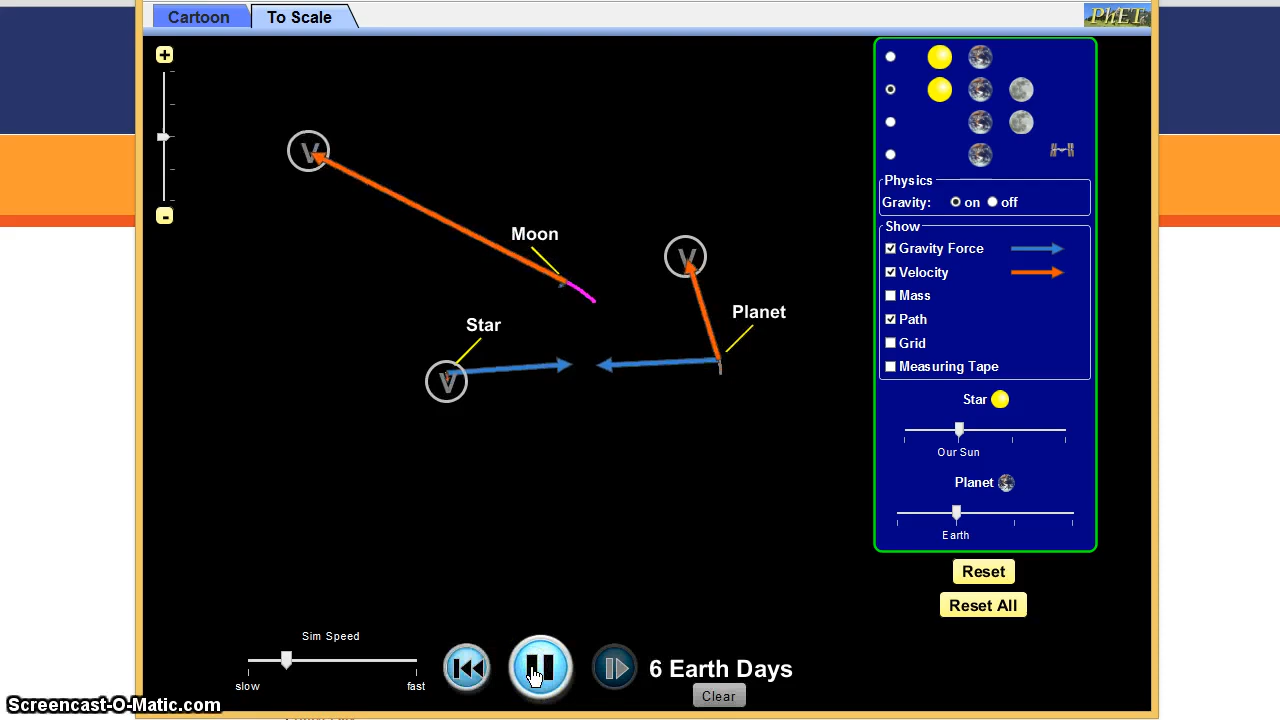 Cartoon
To Scale
PhET
+
-
V
Moon
V
Planet
Star
V
Physics
Gravity: on off
Show
Gravity Force
Velocity
Mass
Path
Grid
Measuring Tape
Star
Our Sun
Planet
Earth
Reset
Reset All
Sim Speed
slow fast
6 Earth Days
Clear
Screencast-O-Matic.com